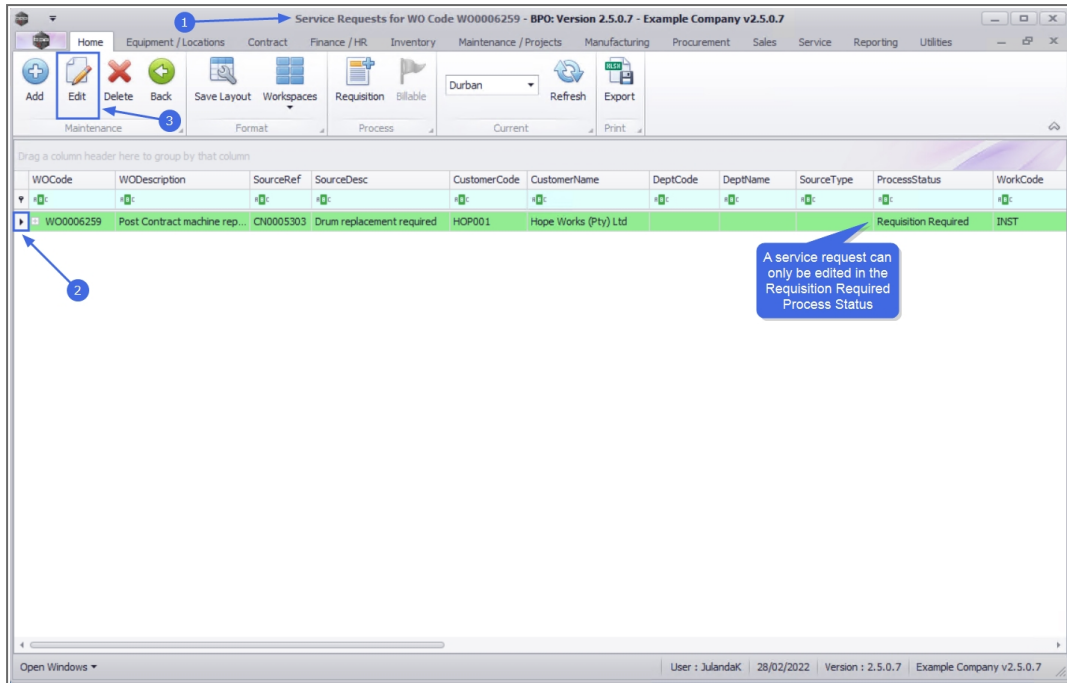 1
Service Requests for WO Code WO0006259 - BPO: Version 2.5.0.7 - Example Company v2.5.0.7
Home Equipment / Locations Contract Finance / HR Inventory Maintenance / Projects Manufacturing Procurement Sales Service Reporting Utilities
Add Edit Delete Back Save Layout Workspaces Requisition Billable Durban Refresh Export
3
Maintenance Format Process Current Print
Drag a column header here to group by that column
WOCode WODescription SourceRef SourceDesc CustomerCode CustomerName DeptCode DeptName SourceType ProcessStatus WorkCode
WO0006259 Post Contract machine rep... CN0005303 Drum replacement required HOP001 Hope Works (Pty) Ltd Requisition Required INST
2
A service request can
only be edited in the
Requisition Required
Process Status
Open Windows User : JulandaK 28/02/2022 Version : 2.5.0.7 Example Company v2.5.0.7